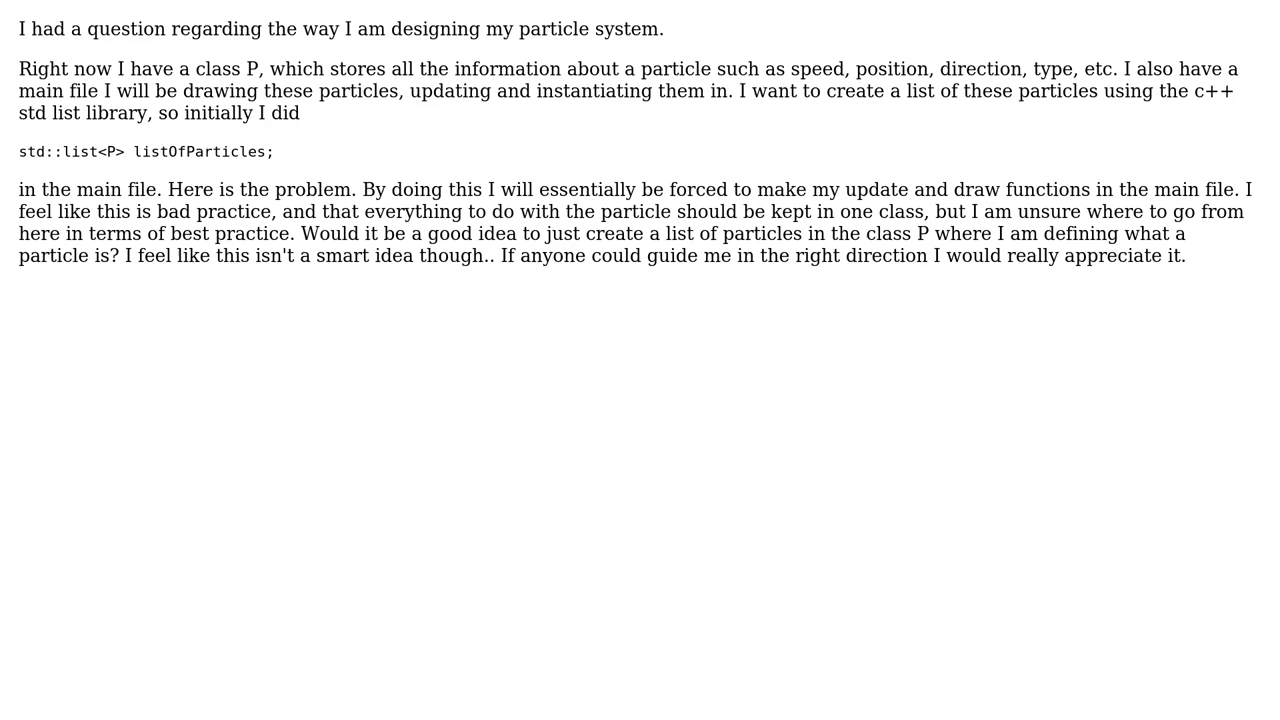 I had a question regarding the way I am designing my particle system.
Right now I have a class P, which stores all the information about a particle such as speed, position, direction, type, etc. I also have a
main file I will be drawing these particles, updating and instantiating them in. I want to create a list of these particles using the c++
std list library, so initially I did
std::list<P> listOfParticles;
in the main file. Here is the problem. By doing this I will essentially be forced to make my update and draw functions in the main file. I
feel like this is bad practice, and that everything to do with the particle should be kept in one class, but I am unsure where to go from
here in terms of best practice. Would it be a good idea to just create a list of particles in the class P where I am defining what a
particle is? I feel like this isn't a smart idea though.. If anyone could guide me in the right direction I would really appreciate it.